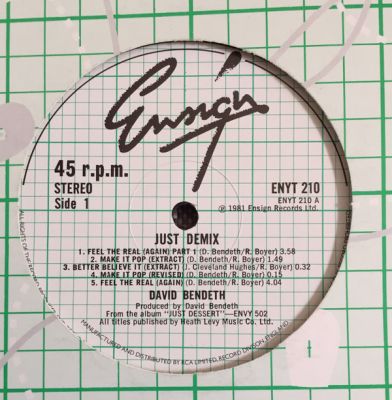 Ensign
45 r.p.m.
STEREO
Side 1
ENYT 210
ENYT 210 A
℗ 1981 Ensign Records Ltd.
JUST DEMIX
1. FEEL THE REAL (AGAIN) PART 1 (D. Bendeth/R. Boyer) 3.58
2. MAKE IT POP (EXTRACT) (D. Bendeth/R. Boyer) 1.49
3. BETTER BELIEVE IT (EXTRACT) (J. Cleveland Hughes/R. Boyer) 0.32
4. MAKE IT POP (REVISED) (D. Bendeth/R. Boyer) 0.15
5. FEEL THE REAL (AGAIN) (D. Bendeth/R. Boyer) 4.04
DAVID BENDETH
Produced by David Bendeth
From the album "JUST DESSERT"—ENVY 502
All titles published by Heath Levy Music Co. Ltd.
MANUFACTURED AND DISTRIBUTED BY RCA LIMITED, RECORD DIVISION, ENGLAND.